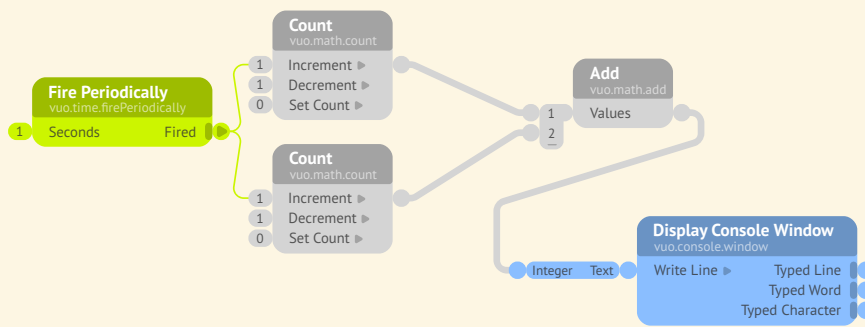 Count
vuo.math.count
1 Increment
1 Decrement
0 Set Count
Fire Periodically
vuo.time.firePeriodically
1 Seconds Fired
Add
vuo.math.add
1 Values
2
Count
vuo.math.count
1 Increment
1 Decrement
0 Set Count
Display Console Window
vuo.console.window
Integer Text Write Line Typed Line
Typed Word
Typed Character